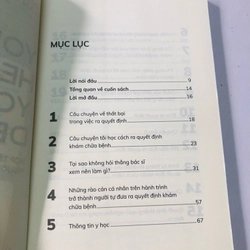 MỤC LỤC
Lời nói đầu 9
Tổng quan về cuốn sách 14
Lời mở đầu 16
1 Câu chuyện về thất bại
trong việc ra quyết định 18
2 Câu chuyện tôi học cách ra quyết định
khám chữa bệnh 23
3 Tại sao không hỏi thẳng bác sĩ
xem nên làm gì? 31
4 Những rào cản cá nhân trên hành trình
trở thành người tự đưa ra quyết định khám
chữa bệnh 57
5 Thông tin y học 67